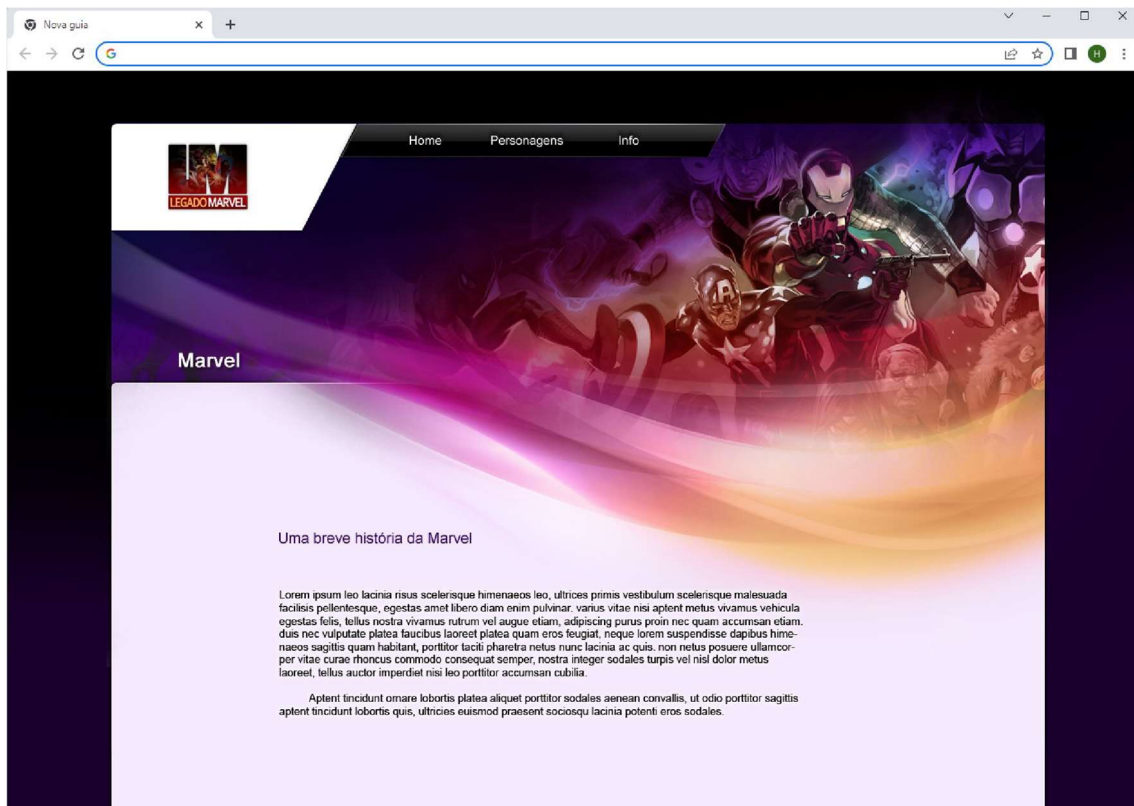 Nova guia
G
H
Home Personagens Info
LM
LEGADO MARVEL
Marvel
Uma breve história da Marvel
Lorem ipsum leo lacinia risus scelerisque himenaeos leo, ultrices primis vestibulum scelerisque malesuada
facilisis pellentesque, egestas amet libero diam enim pulvinar. varius vitae nisi aptent metus vivamus vehicula
egestas felis, tellus nostra vivamus rutrum vel augue etiam, adipiscing purus proin nec quam accumsan etiam.
duis nec vulputate platea faucibus laoreet platea quam eros feugiat, neque lorem suspendisse dapibus hime-
naeos sagittis quam habitant, porttitor taciti pharetra netus nunc lacinia ac quis. non netus posuere ullamcor-
per vitae curae rhoncus commodo consequat semper, nostra integer sodales turpis vel nisl dolor metus
laoreet, tellus auctor imperdiet nisi leo porttitor accumsan cubilia.
Aptent tincidunt ornare lobortis platea aliquet porttitor sodales aenean convallis, ut odio porttitor sagittis
aptent tincidunt lobortis quis, ultricies euismod praesent sociosqu lacinia potenti eros sodales.